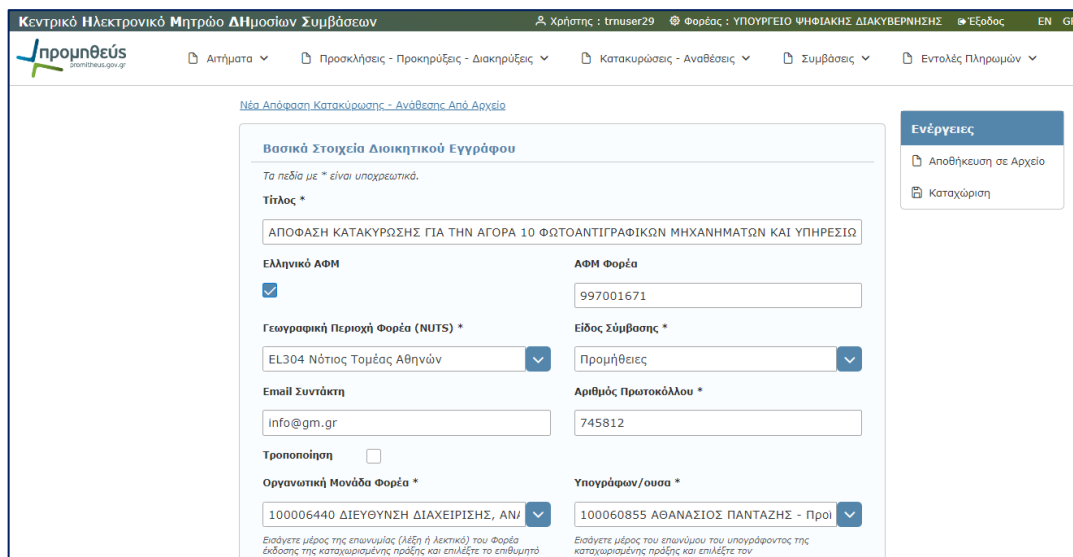 Κεντρικό Ηλεκτρονικό Μητρώο ΔΗμοσίων Συμβάσεων Χρήστης : trnuser29 Φορέας : ΥΠΟΥΡΓΕΙΟ ΨΗΦΙΑΚΗΣ ΔΙΑΚΥΒΕΡΝΗΣΗΣ Έξοδος EN GR
προμηθεύς
promitheus.gov.gr
Αιτήματα Προσκλήσεις - Προκηρύξεις - Διακηρύξεις Κατακυρώσεις - Αναθέσεις Συμβάσεις Εντολές Πληρωμών
Νέα Απόφαση Κατακύρωσης - Ανάθεσης Από Αρχείο
Ενέργειες
Αποθήκευση σε Αρχείο
Καταχώριση
Βασικά Στοιχεία Διοικητικού Εγγράφου
Τα πεδία με * είναι υποχρεωτικά.
Τίτλος *
ΑΠΟΦΑΣΗ ΚΑΤΑΚΥΡΩΣΗΣ ΓΙΑ ΤΗΝ ΑΓΟΡΑ 10 ΦΩΤΟΑΝΤΙΓΡΑΦΙΚΩΝ ΜΗΧΑΝΗΜΑΤΩΝ ΚΑΙ ΥΠΗΡΕΣΙΩ
Ελληνικό ΑΦΜ ΑΦΜ Φορέα
997001671
Γεωγραφική Περιοχή Φορέα (NUTS) * Είδος Σύμβασης *
EL304 Νότιος Τομέας Αθηνών Προμήθειες
Email Συντάκτη Αριθμός Πρωτοκόλλου *
info@gm.gr 745812
Τροποποίηση
Οργανωτική Μονάδα Φορέα * Υπογράφων/ουσα *
100006440 ΔΙΕΥΘΥΝΣΗ ΔΙΑΧΕΙΡΙΣΗΣ, ΑΝΑ 100060855 ΑΘΑΝΑΣΙΟΣ ΠΑΝΤΑΖΗΣ - Προϊ
Εισάγετε μέρος της επωνυμίας (λέξη ή λεκτικό) του Φορέα Εισάγετε μέρος του επωνύμου του υπογράφοντος της
έκδοσης της καταχωρισμένης πράξης και επιλέξτε το επιθυμητό καταχωρισμένης πράξης και επιλέξτε τον